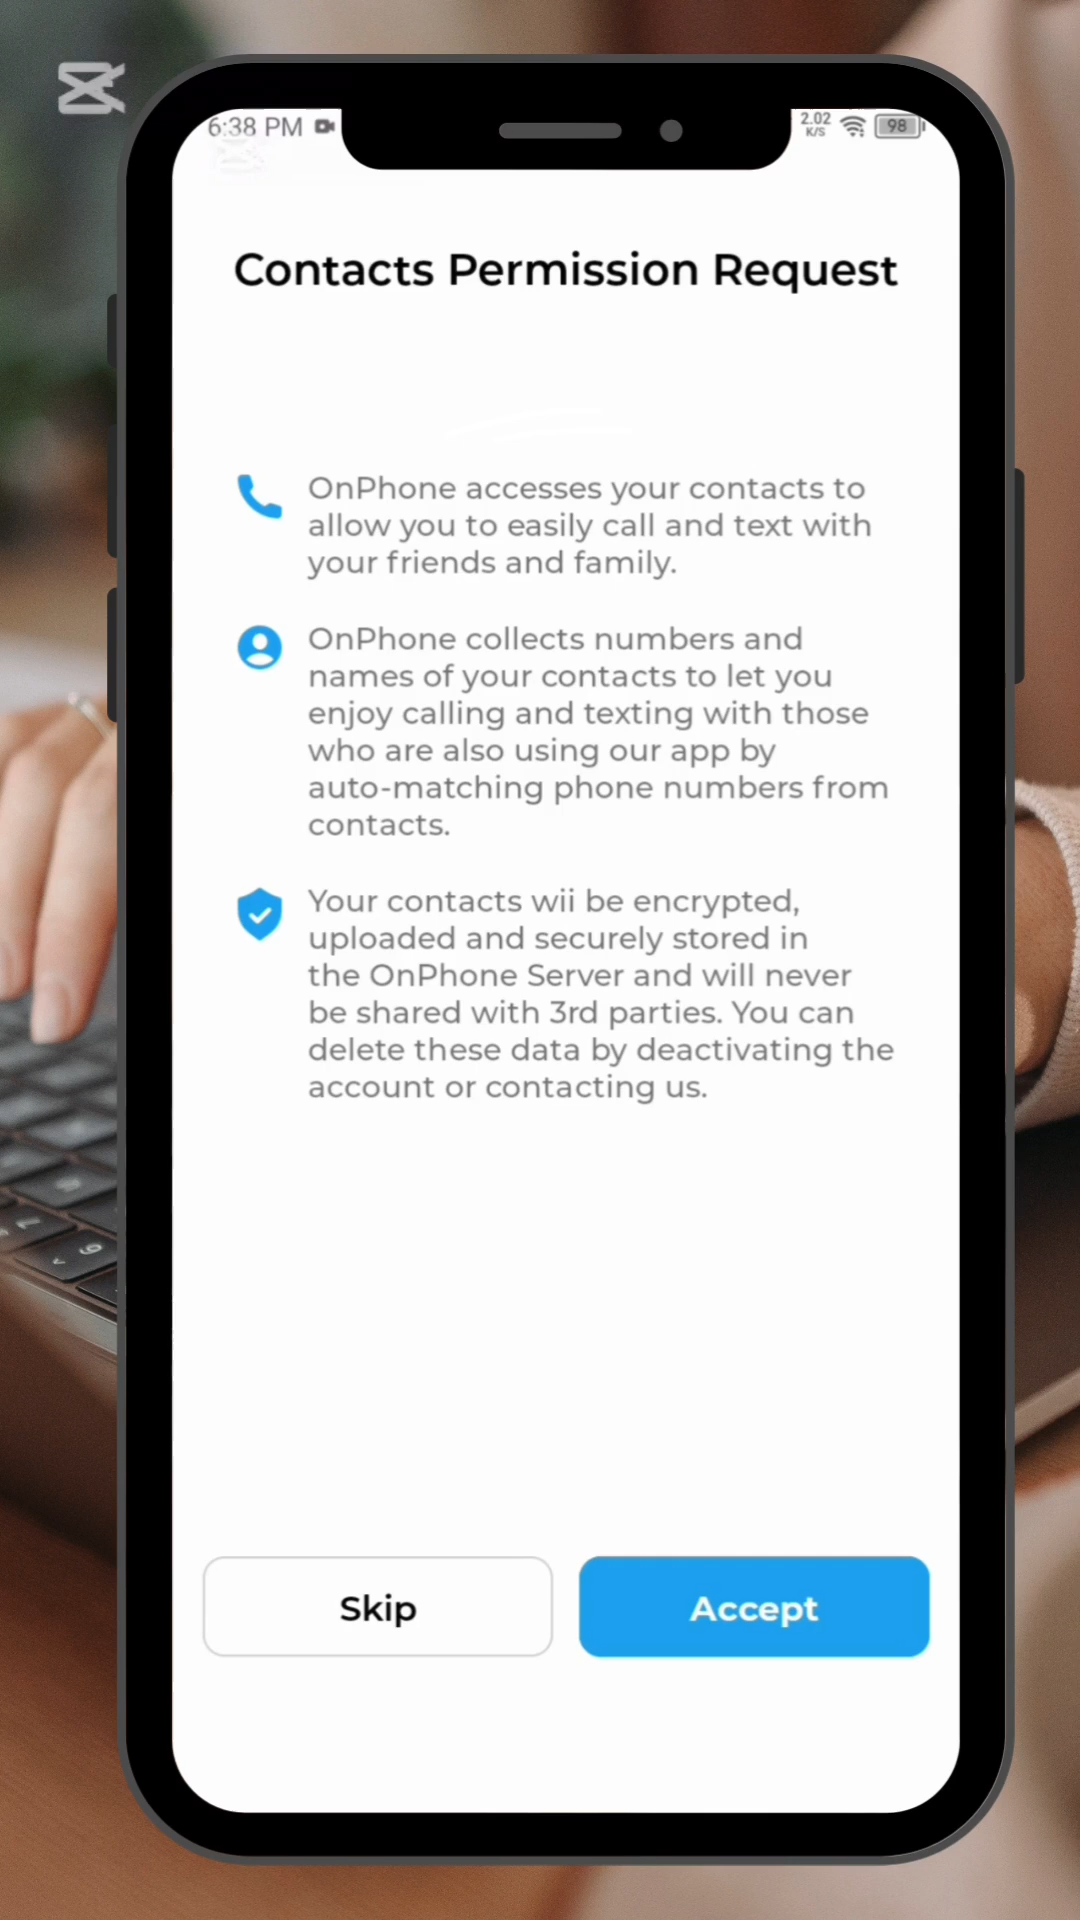 6:38 PM
2.02
K/S
98
Contacts Permission Request
OnPhone accesses your contacts to
allow you to easily call and text with
your friends and family.
OnPhone collects numbers and
names of your contacts to let you
enjoy calling and texting with those
who are also using our app by
auto-matching phone numbers from
contacts.
Your contacts wii be encrypted,
uploaded and securely stored in
the OnPhone Server and will never
be shared with 3rd parties. You can
delete these data by deactivating the
account or contacting us.
Skip
Accept